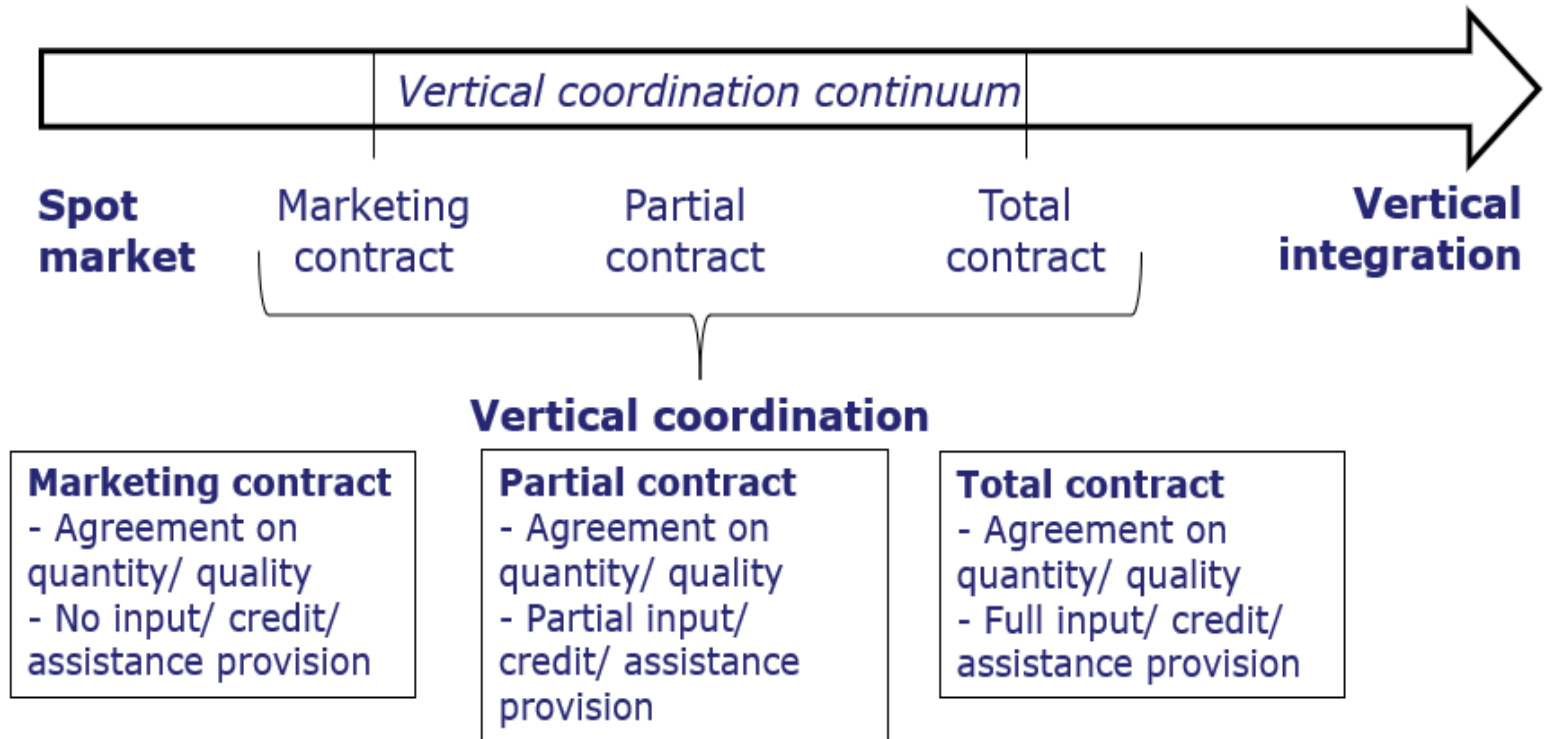 Vertical coordination continuum
Spot
market
Marketing
contract
Partial
contract
Total
contract
Vertical
integration
Vertical coordination
Marketing contract
- Agreement on
quantity/ quality
- No input/ credit/
assistance provision
Partial contract
- Agreement on
quantity/ quality
- Partial input/
credit/ assistance
provision
Total contract
- Agreement on
quantity/ quality
- Full input/ credit/
assistance provision